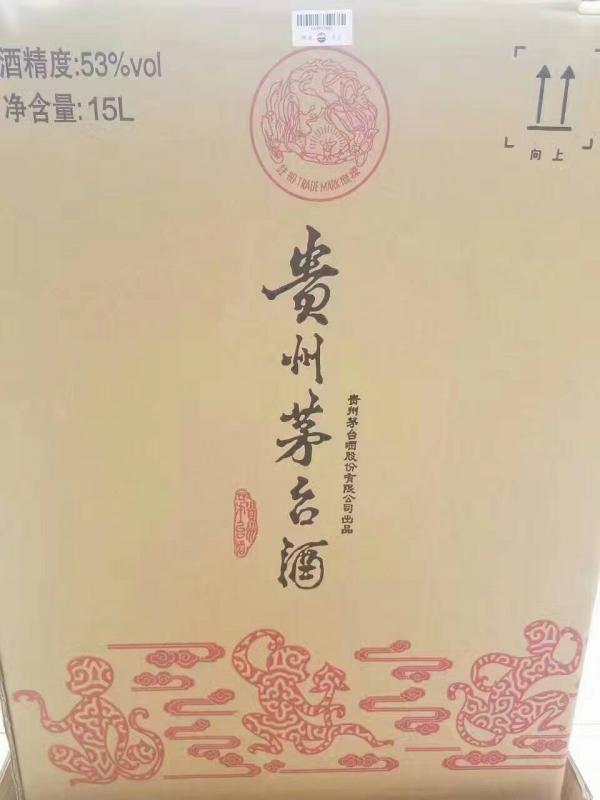 酒精度:53%vol
净含量:15L
TRADE MARK
向上
贵州茅台酒
贵州茅台酒股份有限公司出品